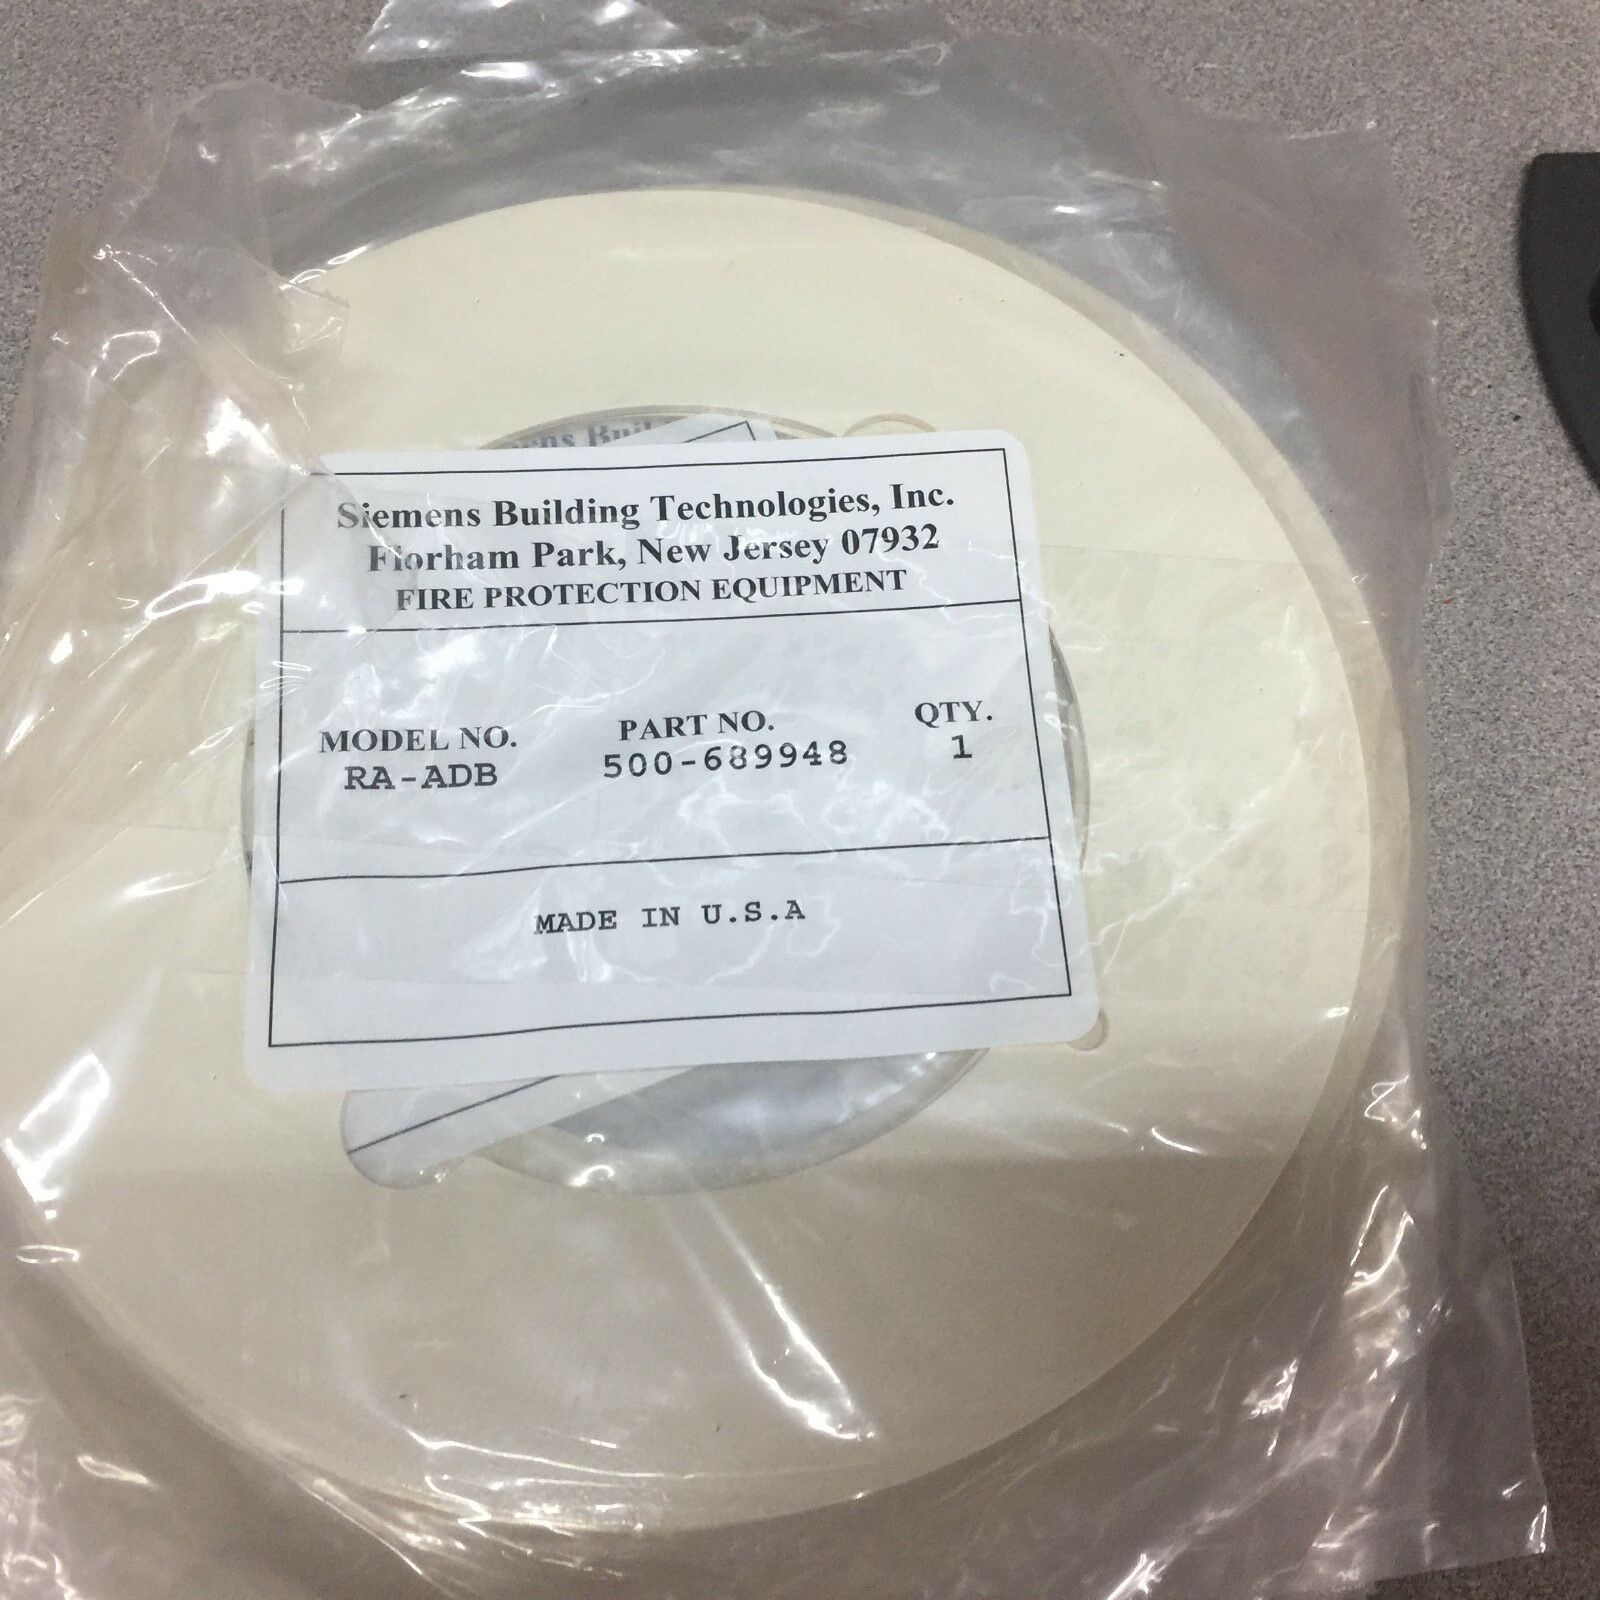 Siemens Building Technologies, Inc.
Florham Park, New Jersey 07932
FIRE PROTECTION EQUIPMENT
MODEL NO. PART NO. QTY.
RA-ADB 500-689948 1
MADE IN U.S.A